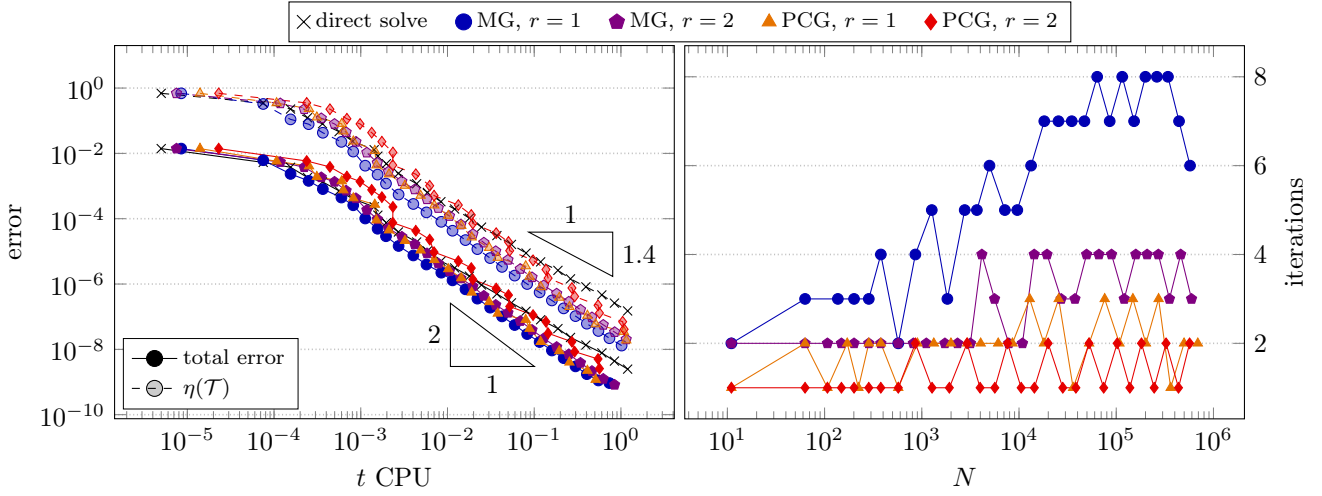 direct solve MG, r = 1 MG, r = 2 PCG, r = 1 PCG, r = 2
10^0
10^{-2}
10^{-4}
10^{-6}
10^{-8}
10^{-10}
error
1
1.4
2
1
total error
η(𝒯)
10^{-5} 10^{-4} 10^{-3} 10^{-2} 10^{-1} 10^0
t CPU
8
6
4
2
iterations
10^1 10^2 10^3 10^4 10^5 10^6
N